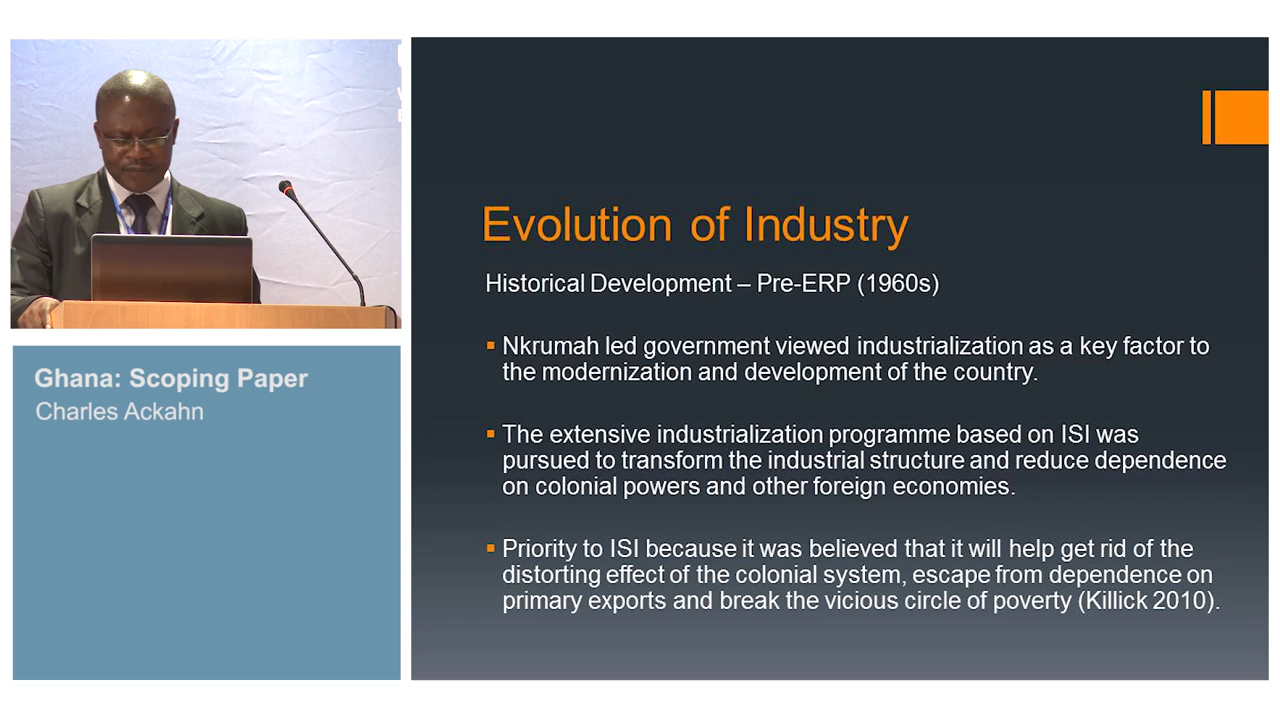 Ghana: Scoping Paper
Charles Ackahn
Evolution of Industry
Historical Development – Pre-ERP (1960s)
▪ Nkrumah led government viewed industrialization as a key factor to
the modernization and development of the country.
▪ The extensive industrialization programme based on ISI was
pursued to transform the industrial structure and reduce dependence
on colonial powers and other foreign economies.
▪ Priority to ISI because it was believed that it will help get rid of the
distorting effect of the colonial system, escape from dependence on
primary exports and break the vicious circle of poverty (Killick 2010).